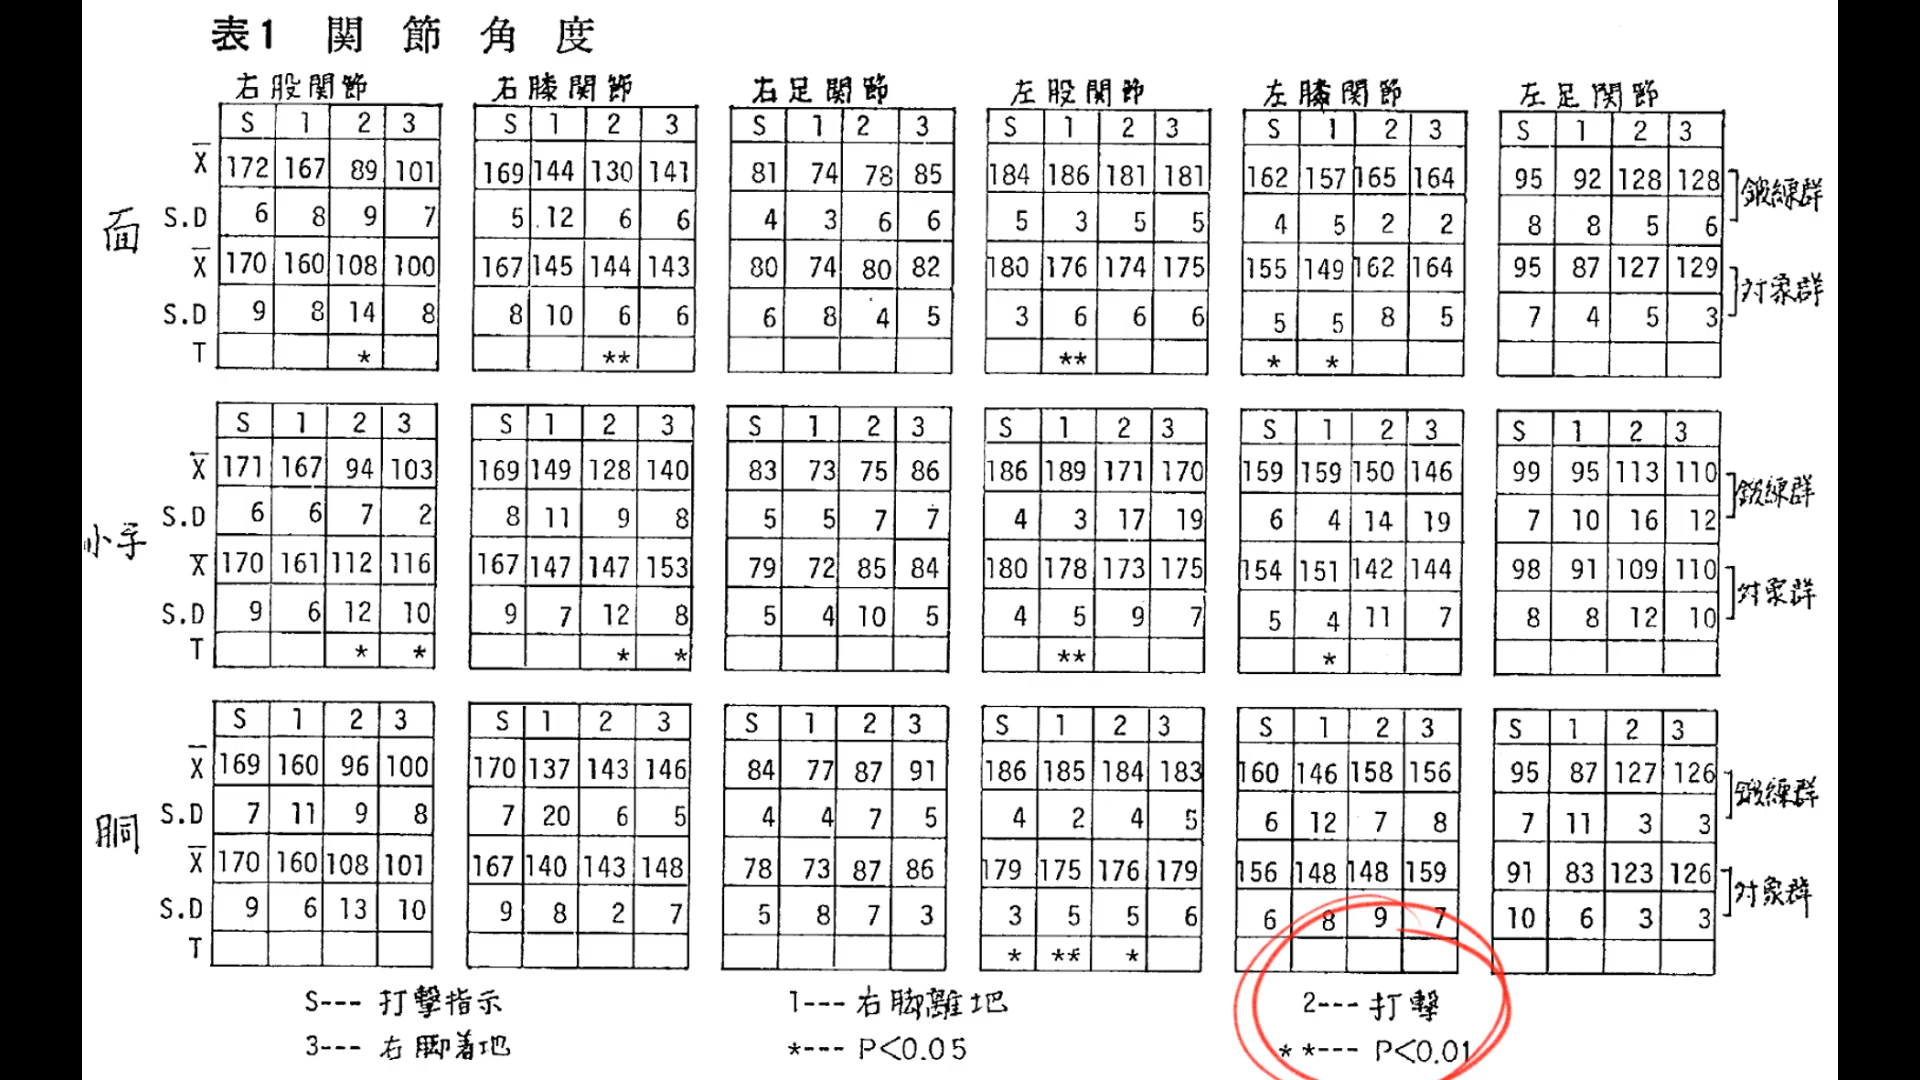 表1 関節角度
右股関節 右膝関節 右足関節 左股関節 左膝関節 左足関節
S 1 2 3 S 1 2 3 S 1 2 3 S 1 2 3 S 1 2 3 S 1 2 3
X̄ 172 167 89 101 169 144 130 141 81 74 78 85 184 186 181 181 162 157 165 164 95 92 128 128 鍛練群
面 S.D 6 8 9 7 5 12 6 6 4 3 6 6 5 3 5 5 4 5 2 2 8 8 5 6
X̄ 170 160 108 100 167 145 144 143 80 74 80 82 180 176 174 175 155 149 162 164 95 87 127 129 対象群
S.D 9 8 14 8 8 10 6 6 6 8 4 5 3 6 6 6 5 5 8 5 7 4 5 3
T * ** ** * *
S 1 2 3 S 1 2 3 S 1 2 3 S 1 2 3 S 1 2 3 S 1 2 3
X̄ 171 167 94 103 169 149 128 140 83 73 75 86 186 189 171 170 159 159 150 146 99 95 113 110 鍛練群
小手 S.D 6 6 7 2 8 11 9 8 5 5 7 7 4 3 17 19 6 4 14 19 7 10 16 12
X̄ 170 161 112 116 167 147 147 153 79 72 85 84 180 178 173 175 154 151 142 144 98 91 109 110 対象群
S.D 9 6 12 10 9 7 12 8 5 4 10 5 4 5 9 7 5 4 11 7 8 8 12 10
T * * * * ** *
S 1 2 3 S 1 2 3 S 1 2 3 S 1 2 3 S 1 2 3 S 1 2 3
X̄ 169 160 96 100 170 137 143 146 84 77 87 91 186 185 184 183 160 146 158 156 95 87 127 126 鍛練群
胴 S.D 7 11 9 8 7 20 6 5 4 4 7 5 4 2 4 5 6 12 7 8 7 11 3 3
X̄ 170 160 108 101 167 140 143 148 78 73 87 86 179 175 176 179 156 148 148 159 91 83 123 126 対象群
S.D 9 6 13 10 9 8 2 7 5 8 7 3 3 5 5 6 6 8 9 7 10 6 3 3
T * ** *
S--- 打撃指示 1--- 右脚離地 2--- 打撃
3--- 右脚着地 *--- P<0.05 **--- P<0.01